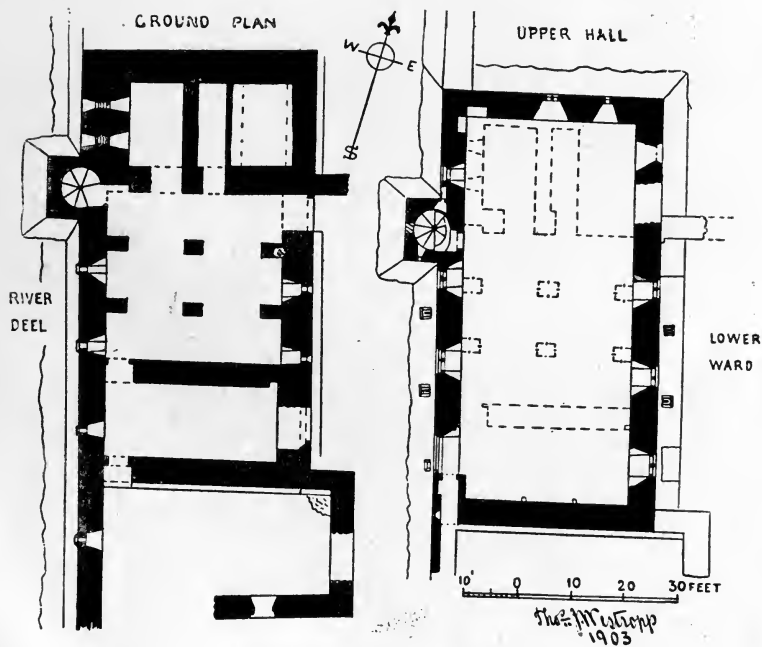 GROUND PLAN
UPPER HALL
W
E
S
RIVER
DEEL
LOWER
WARD
10' 0 10 20 30 FEET
Thos. J. Westropp
1903